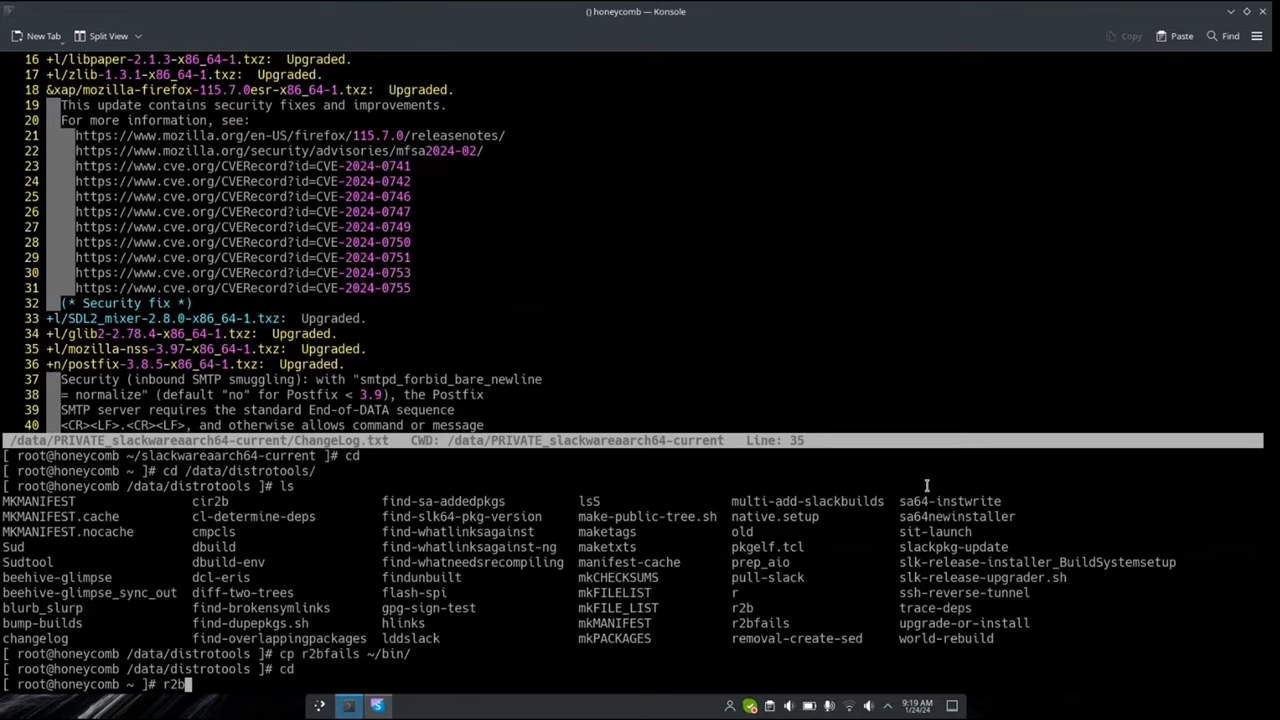 () honeycomb — Konsole
New Tab Split View Copy Paste Find
16 +l/libpaper-2.1.3-x86_64-1.txz: Upgraded.
17 +l/zlib-1.3.1-x86_64-1.txz: Upgraded.
18 &xap/mozilla-firefox-115.7.0esr-x86_64-1.txz: Upgraded.
19 This update contains security fixes and improvements.
20 For more information, see:
21 https://www.mozilla.org/en-US/firefox/115.7.0/releasenotes/
22 https://www.mozilla.org/security/advisories/mfsa2024-02/
23 https://www.cve.org/CVERecord?id=CVE-2024-0741
24 https://www.cve.org/CVERecord?id=CVE-2024-0742
25 https://www.cve.org/CVERecord?id=CVE-2024-0746
26 https://www.cve.org/CVERecord?id=CVE-2024-0747
27 https://www.cve.org/CVERecord?id=CVE-2024-0749
28 https://www.cve.org/CVERecord?id=CVE-2024-0750
29 https://www.cve.org/CVERecord?id=CVE-2024-0751
30 https://www.cve.org/CVERecord?id=CVE-2024-0753
31 https://www.cve.org/CVERecord?id=CVE-2024-0755
32 (* Security fix *)
33 +l/SDL2_mixer-2.8.0-x86_64-1.txz: Upgraded.
34 +l/glib2-2.78.4-x86_64-1.txz: Upgraded.
35 +l/mozilla-nss-3.97-x86_64-1.txz: Upgraded.
36 +n/postfix-3.8.5-x86_64-1.txz: Upgraded.
37 Security (inbound SMTP smuggling): with "smtpd_forbid_bare_newline
38 = normalize" (default "no" for Postfix < 3.9), the Postfix
39 SMTP server requires the standard End-of-DATA sequence
40 <CR><LF>.<CR><LF>, and otherwise allows command or message
/data/PRIVATE_slackwareaarch64-current/ChangeLog.txt CWD: /data/PRIVATE_slackwareaarch64-current Line: 35
[ root@honeycomb ~/slackwareaarch64-current ]# cd
[ root@honeycomb ~ ]# cd /data/distrotools/
[ root@honeycomb /data/distrotools ]# ls
MKMANIFEST cir2b find-sa-addedpkgs lsS multi-add-slackbuilds sa64-instwrite
MKMANIFEST.cache cl-determine-deps find-slk64-pkg-version make-public-tree.sh native.setup sa64newinstaller
MKMANIFEST.nocache cmpcls find-whatlinksagainst maketags old sit-launch
Sud dbuild find-whatlinksagainst-ng maketxts pkgelf.tcl slackpkg-update
Sudtool dbuild-env find-whatneedsrecompiling manifest-cache prep_aio slk-release-installer_BuildSystemsetup
beehive-glimpse dcl-eris findunbuilt mkCHECKSUMS pull-slack slk-release-upgrader.sh
beehive-glimpse_sync_out diff-two-trees flash-spi mkFILELIST r ssh-reverse-tunnel
blurb_slurp find-brokensymlinks gpg-sign-test mkFILE_LIST r2b trace-deps
bump-builds find-dupepkgs.sh hlinks mkMANIFEST r2bfails upgrade-or-install
changelog find-overlappingpackages lddslack mkPACKAGES removal-create-sed world-rebuild
[ root@honeycomb /data/distrotools ]# cp r2bfails ~/bin/
[ root@honeycomb /data/distrotools ]# cd
[ root@honeycomb ~ ]# r2b
9:19 AM
1/24/24